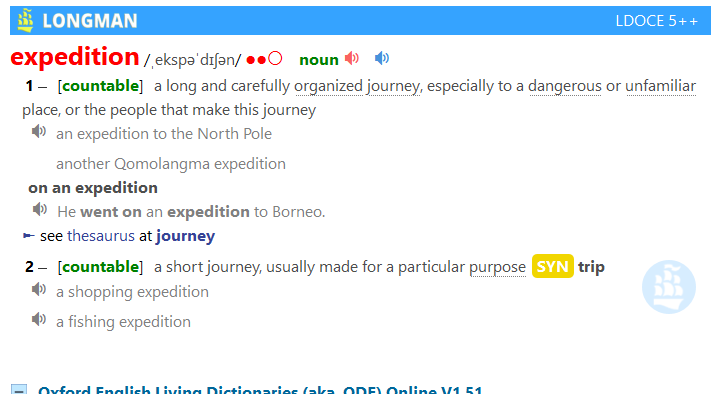 LONGMAN LDOCE 5++
expedition /ˌekspəˈdɪʃən/ ●●○ noun
1 – [countable] a long and carefully organized journey, especially to a dangerous or unfamiliar
place, or the people that make this journey
an expedition to the North Pole
another Qomolangma expedition
on an expedition
He went on an expedition to Borneo.
► see thesaurus at journey
2 – [countable] a short journey, usually made for a particular purpose SYN trip
a shopping expedition
a fishing expedition
Oxford English Living Dictionaries (aka. ODE) Online V1.51